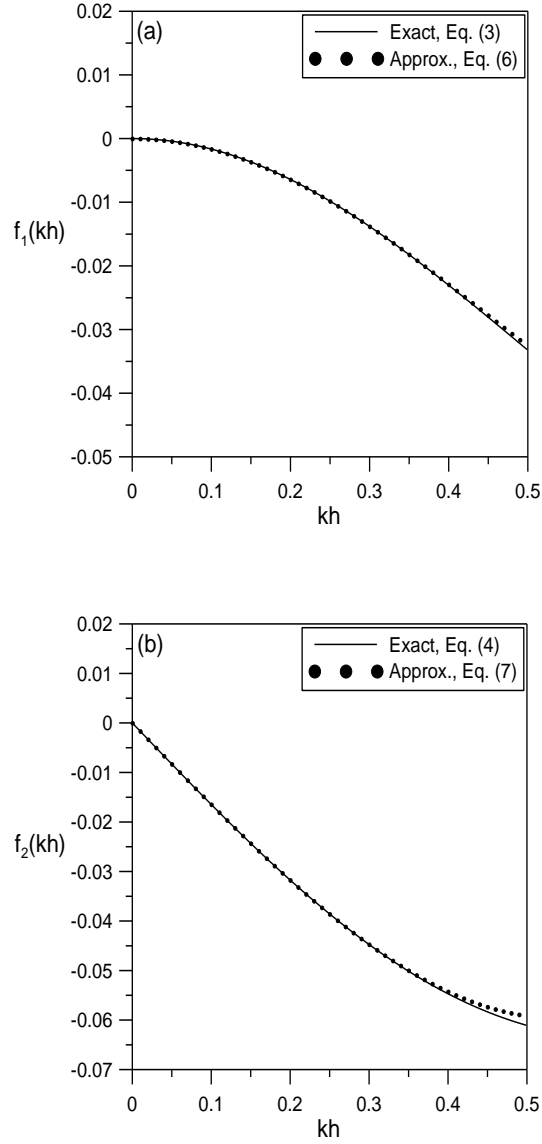 0.02
(a)
Exact, Eq. (3)
Approx., Eq. (6)
0.01
0
-0.01
f1(kh)
-0.02
-0.03
-0.04
-0.05
0 0.1 0.2 0.3 0.4 0.5
kh
0.02
(b)
Exact, Eq. (4)
Approx., Eq. (7)
0.01
0
-0.01
-0.02
f2(kh)
-0.03
-0.04
-0.05
-0.06
-0.07
0 0.1 0.2 0.3 0.4 0.5
kh